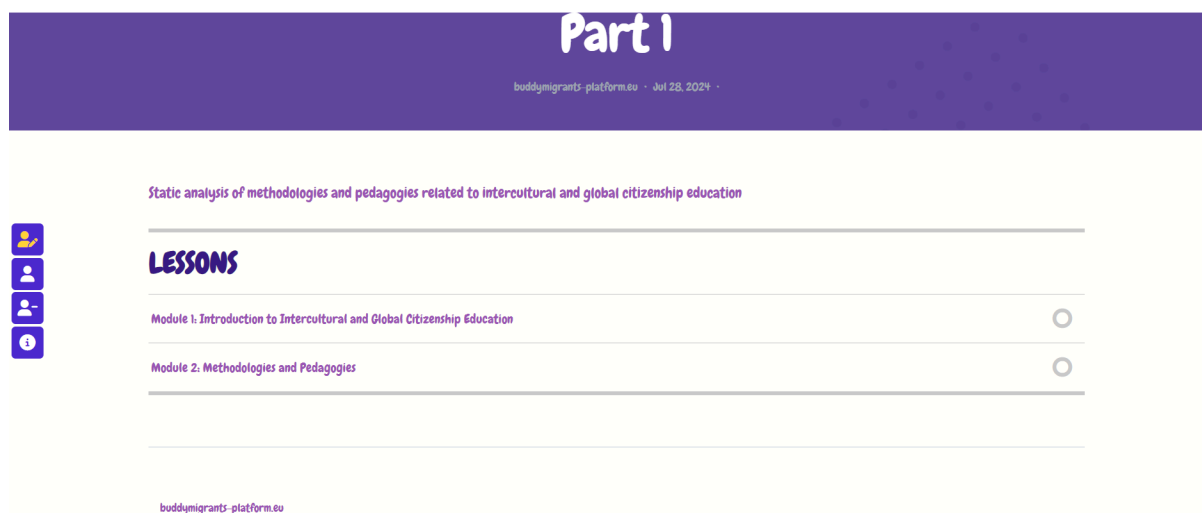 Part 1
buddymigrants-platform.eu · Jul 28, 2024 ·
Static analysis of methodologies and pedagogies related to intercultural and global citizenship education
LESSONS
Module 1: Introduction to Intercultural and Global Citizenship Education
Module 2: Methodologies and Pedagogies
buddymigrants-platform.eu